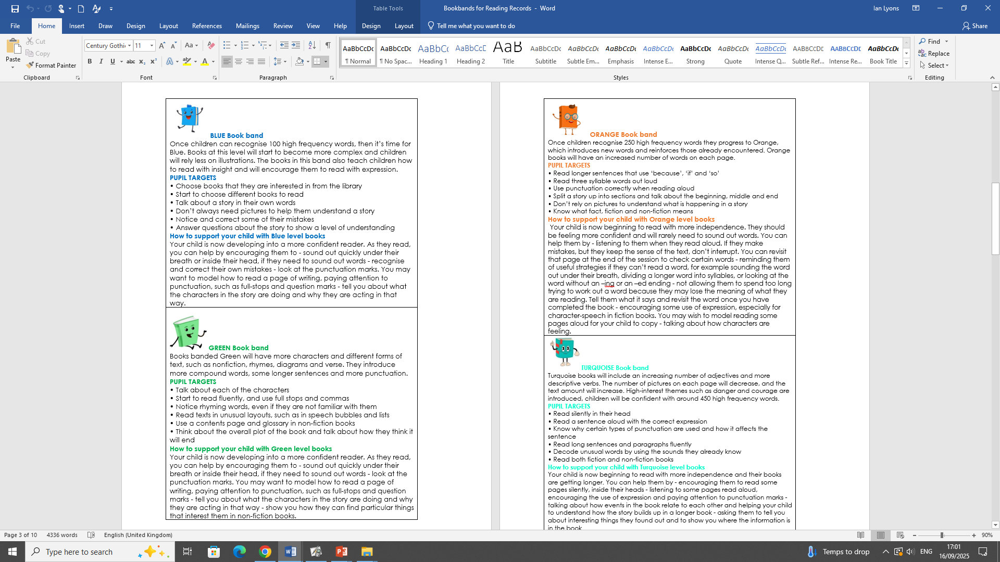 Table Tools
Bookbands for Reading Records - Word
Ian Lyons
File Home Insert Draw Design Layout References Mailings Review View Help Design Layout Tell me what you want to do Share
Paste
Cut
Copy
Format Painter
Clipboard
Century Gothi 11
Font
Paragraph
AaBbCcDc ¶ Normal
AaBbCcDc ¶ No Spac...
AaBbCc Heading 1
AaBbCcD Heading 2
AaB Title
AaBbCcDc Subtitle
AaBbCcDc Subtle Em...
AaBbCcDc Emphasis
AaBbCcDc Intense E...
AaBbCcDc Strong
AaBbCcDc Quote
AaBbCcDc Intense Q...
AaBbCcDc Subtle Ref...
AaBbCcDc Intense Re...
AaBbCcDc Book Title
Styles
Find
Replace
Select
Editing
BLUE Book band
Once children can recognise 100 high frequency words, then it's time for
Blue. Books at this level will start to become more complex and children
will rely less on illustrations. The books in this band also teach children how
to read with insight and will encourage them to read with expression.
PUPIL TARGETS
• Choose books that they are interested in from the library
• Start to choose different books to read
• Talk about a story in their own words
• Don't always need pictures to help them understand a story
• Notice and correct some of their mistakes
• Answer questions about the story to show a level of understanding
How to support your child with Blue level books
Your child is now developing into a more confident reader. As they read,
you can help by encouraging them to - sound out quickly under their
breath or inside their head, if they need to sound out words - recognise
and correct their own mistakes - look at the punctuation marks. You may
want to model how to read a page of writing, paying attention to
punctuation, such as full-stops and question marks - tell you about what
the characters in the story are doing and why they are acting in that
way.
GREEN Book band
Books banded Green will have more characters and different forms of
text, such as nonfiction, rhymes, diagrams and verse. They introduce
more compound words, some longer sentences and more punctuation.
PUPIL TARGETS
• Talk about each of the characters
• Start to read fluently, and use full stops and commas
• Notice rhyming words, even if they are not familiar with them
• Read texts in unusual layouts, such as in speech bubbles and lists
• Use a contents page and glossary in non-fiction books
• Think about the overall plot of the book and talk about how they think it
will end
How to support your child with Green level books
Your child is now developing into a more confident reader. As they read,
you can help by encouraging them to - sound out quickly under their
breath or inside their head, if they need to sound out words - look at the
punctuation marks. You may want to model how to read a page of
writing, paying attention to punctuation, such as full-stops and question
marks - tell you about what the characters in the story are doing and why
they are acting in that way - show you how they can find particular things
that interest them in non-fiction books.
ORANGE Book band
Once children recognise 250 high frequency words they progress to Orange,
which introduces new words and reinforces those already encountered. Orange
books will have an increased number of words on each page.
PUPIL TARGETS
• Read longer sentences that use 'because', 'if' and 'so'
• Read three syllable words out loud
• Use punctuation correctly when reading aloud
• Split a story up into sections and talk about the beginning, middle and end
• Don't rely on pictures to understand what is happening in a story
• Know what fact, fiction and non-fiction means
How to support your child with Orange level books
Your child is now beginning to read with more independence. They should
be feeling more confident and will rarely need to sound out words. You can
help them by - listening to them when they read aloud. If they make
mistakes, but they keep the sense of the text, don't interrupt. You can revisit
that page at the end of the session to check certain words - reminding them
of useful strategies if they can't read a word, for example sounding the word
out under their breath, dividing a longer word into syllables, or looking at the
word without an –ing or an –ed ending - not allowing them to spend too long
trying to work out a word because they may lose the meaning of what they
are reading. Tell them what it says and revisit the word once you have
completed the book - encouraging some use of expression, especially for
character-speech in fiction books. You may wish to model reading some
pages aloud for your child to copy - talking about how characters are
feeling.
TURQUOISE Book band
Turquoise books will include an increasing number of adjectives and more
descriptive verbs. The number of pictures on each page will decrease, and the
text amount will increase. High-interest themes such as danger and courage are
introduced, children will be confident with around 450 high frequency words.
PUPIL TARGETS
• Read silently in their head
• Read a sentence aloud with the correct expression
• Know why certain types of punctuation are used and how it affects the
sentence
• Read long sentences and paragraphs fluently
• Decode unusual words by using the sounds they already know
• Read both fiction and non-fiction books
How to support your child with Turquoise level books
Your child is now beginning to read with more independence and their books
are getting longer. You can help them by - encouraging them to read some
pages silently, inside their heads - listening to some pages read aloud,
encouraging the use of expression and paying attention to punctuation marks -
talking about how events in the book relate to each other and helping your child
to understand how the story builds up in a longer book - asking them to tell you
about interesting things they found out and to show you where the information is
in the book
Page 3 of 10 4336 words English (United Kingdom) 90%
Type here to search
Temps to drop
ENG
17:01
16/09/2025